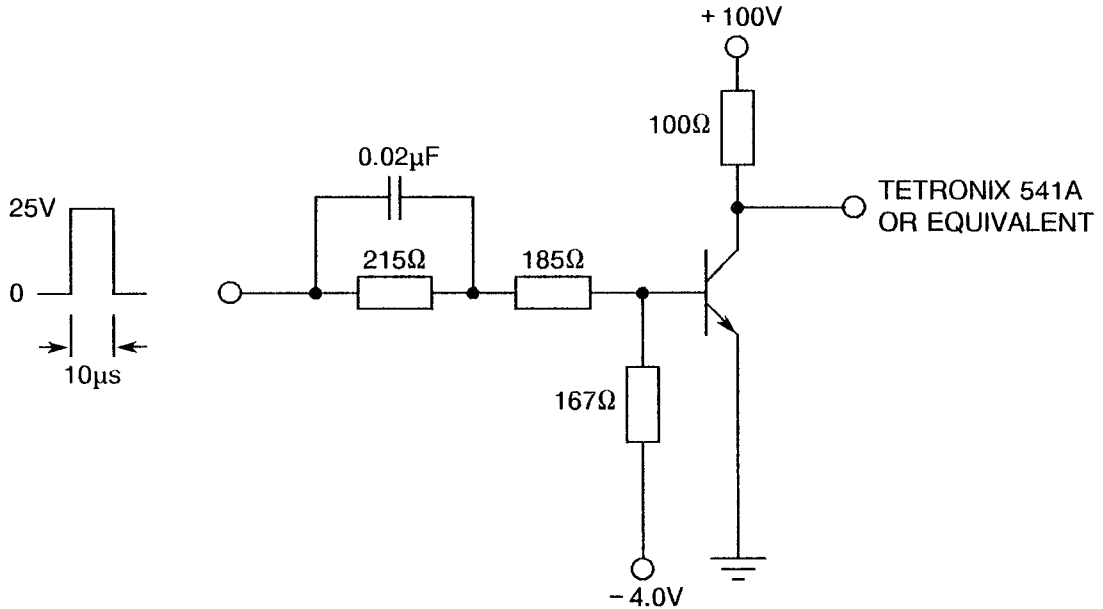 + 100V
100Ω
0.02µF
25V
TETRONIX 541A
OR EQUIVALENT
215Ω
185Ω
0
10µs
167Ω
– 4.0V